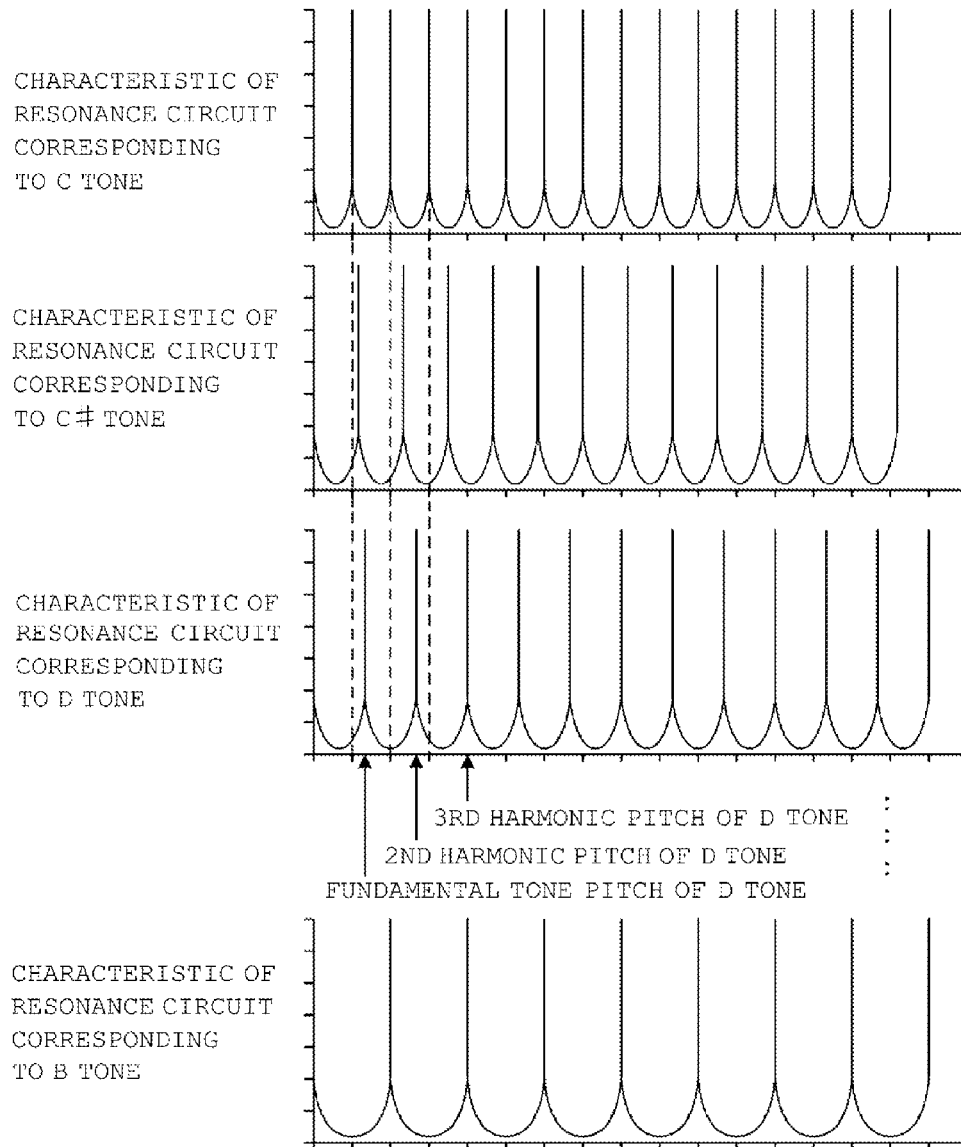 CHARACTERISTIC OF
RESONANCE CIRCUIT
CORRESPONDING
TO C TONE
CHARACTERISTIC OF
RESONANCE CIRCUIT
CORRESPONDING
TO C# TONE
CHARACTERISTIC OF
RESONANCE CIRCUIT
CORRESPONDING
TO D TONE
3RD HARMONIC PITCH OF D TONE
2ND HARMONIC PITCH OF D TONE
FUNDAMENTAL TONE PITCH OF D TONE
CHARACTERISTIC OF
RESONANCE CIRCUIT
CORRESPONDING
TO B TONE